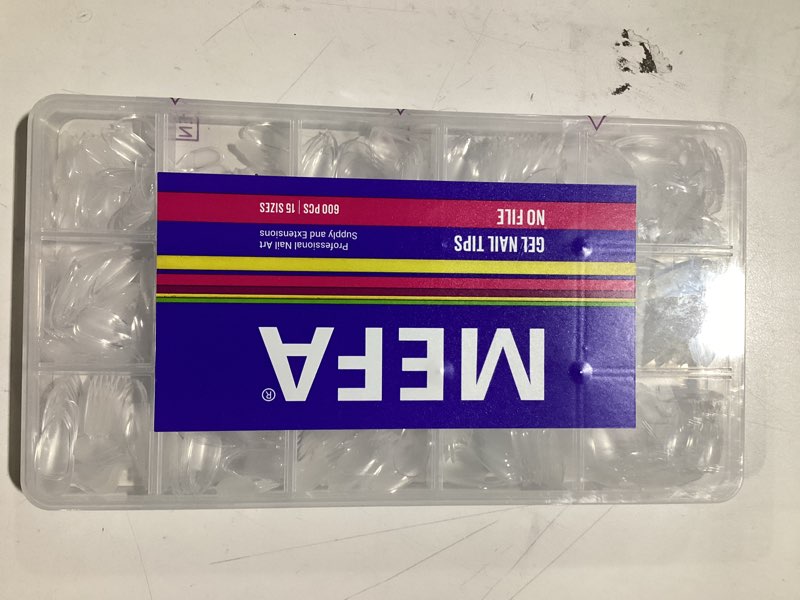 MEFA®
GEL NAIL TIPS
Professional Nail Art
Supply and Extensions
NO FILE
600 PCS | 15 SIZES